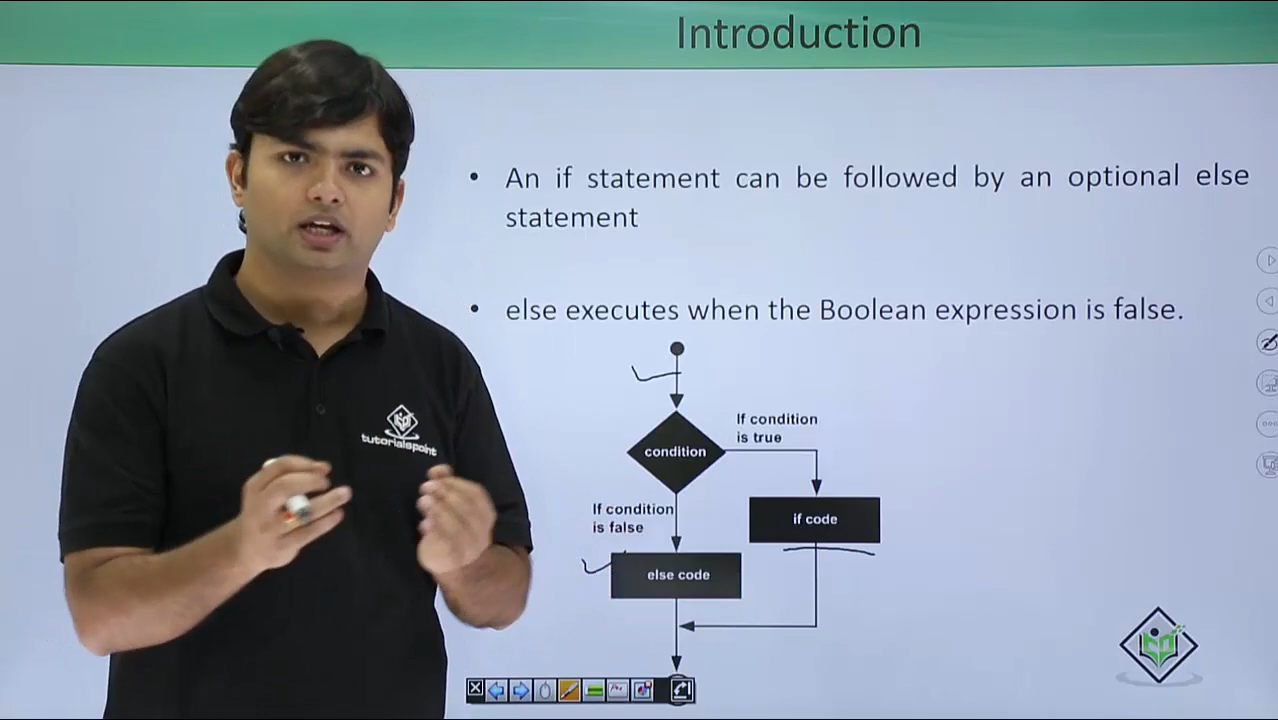 Introduction
• An if statement can be followed by an optional else
statement
• else executes when the Boolean expression is false.
If condition
is true
condition
If condition
is false
if code
else code
tutorialspoint